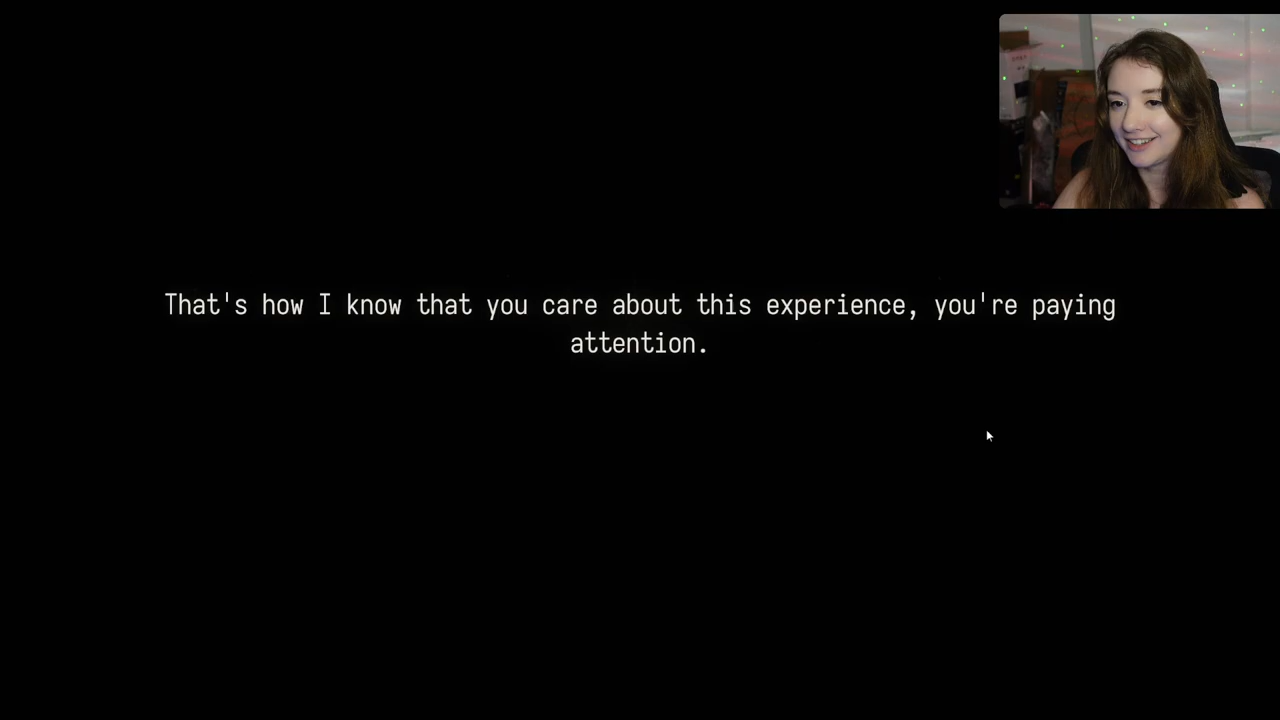 That's how I know that you care about this experience, you're paying
attention.